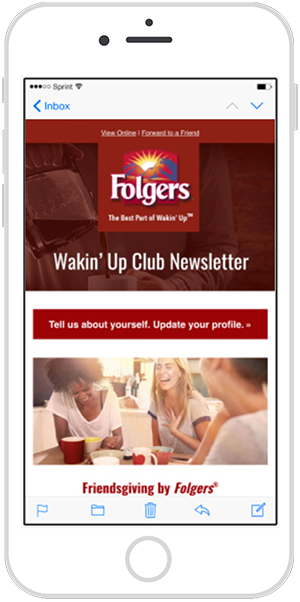 Sprint
Inbox
View Online | Forward to a Friend
Folgers
The Best Part of Wakin' Up™
Wakin' Up Club Newsletter
Tell us about yourself. Update your profile. »
Friendsgiving by Folgers®